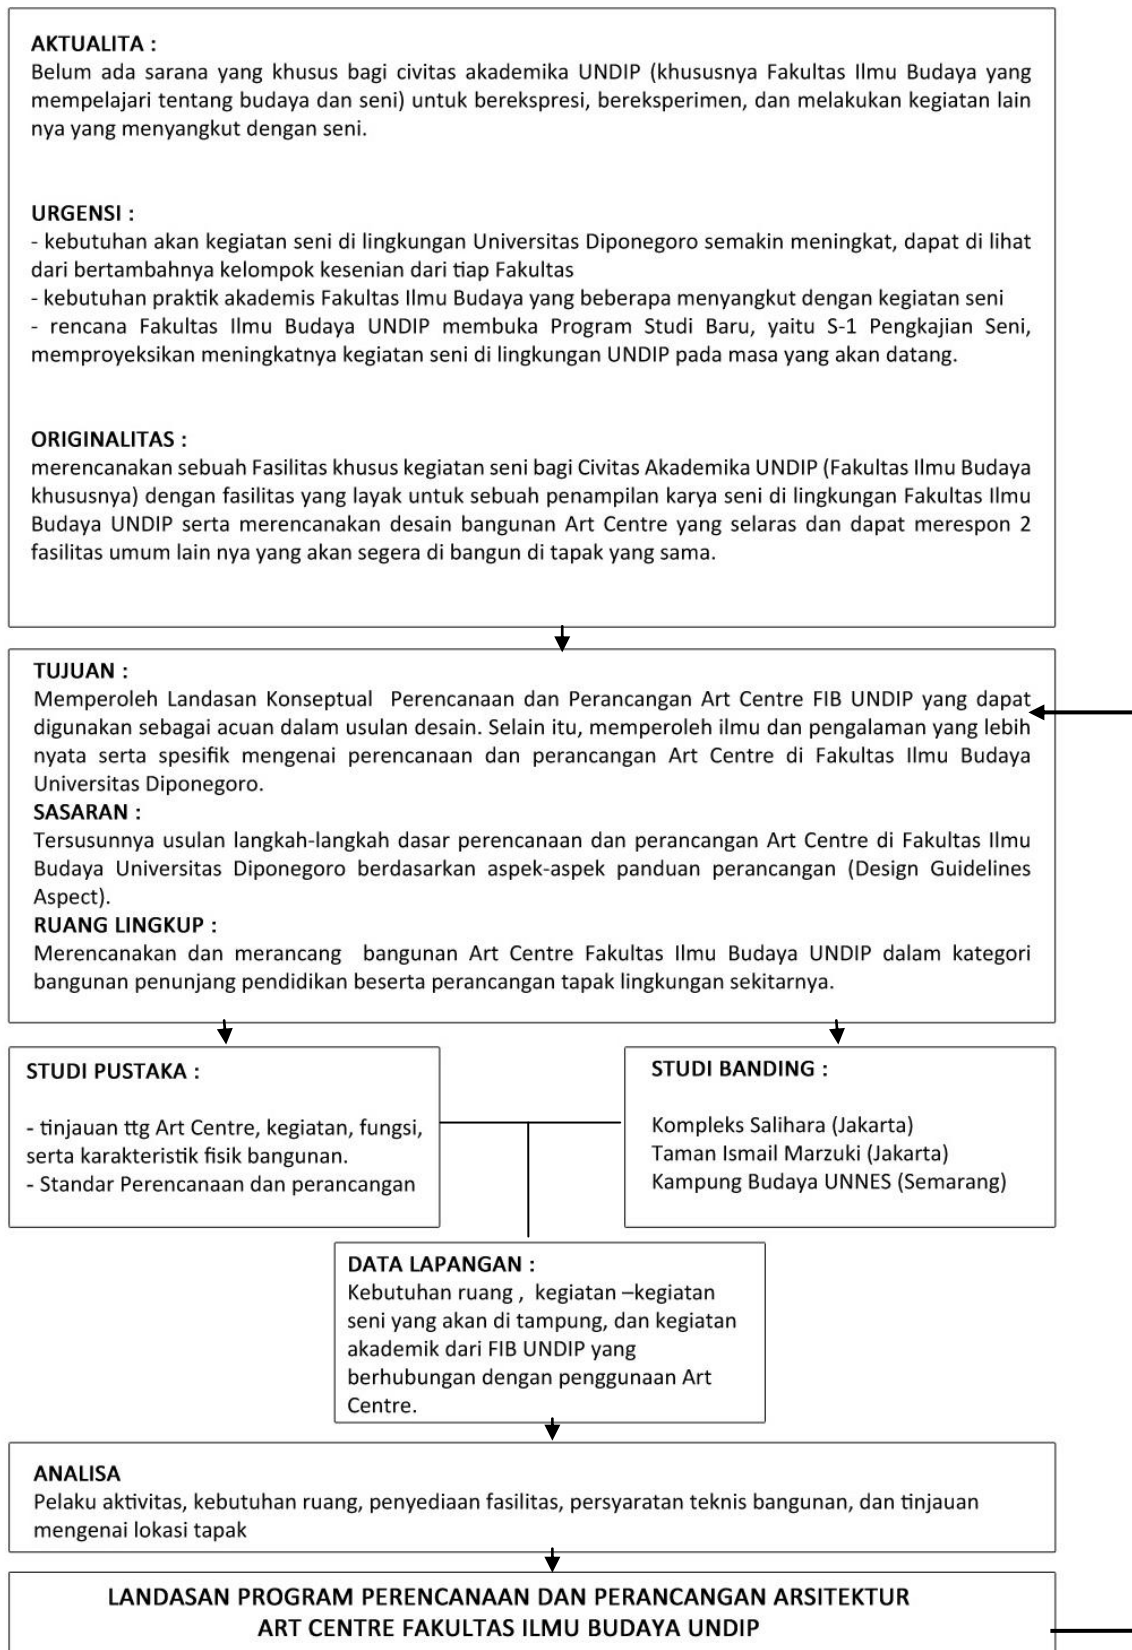 AKTUALITA :
Belum ada sarana yang khusus bagi civitas akademika UNDIP (khususnya Fakultas Ilmu Budaya yang
mempelajari tentang budaya dan seni) untuk berekspresi, bereksperimen, dan melakukan kegiatan lain
nya yang menyangkut dengan seni.
URGENSI :
- kebutuhan akan kegiatan seni di lingkungan Universitas Diponegoro semakin meningkat, dapat di lihat
dari bertambahnya kelompok kesenian dari tiap Fakultas
- kebutuhan praktik akademis Fakultas Ilmu Budaya yang beberapa menyangkut dengan kegiatan seni
- rencana Fakultas Ilmu Budaya UNDIP membuka Program Studi Baru, yaitu S-1 Pengkajian Seni,
memproyeksikan meningkatnya kegiatan seni di lingkungan UNDIP pada masa yang akan datang.
ORIGINALITAS :
merencanakan sebuah Fasilitas khusus kegiatan seni bagi Civitas Akademika UNDIP (Fakultas Ilmu Budaya
khususnya) dengan fasilitas yang layak untuk sebuah penampilan karya seni di lingkungan Fakultas Ilmu
Budaya UNDIP serta merencanakan desain bangunan Art Centre yang selaras dan dapat merespon 2
fasilitas umum lain nya yang akan segera di bangun di tapak yang sama.
TUJUAN :
Memperoleh Landasan Konseptual Perencanaan dan Perancangan Art Centre FIB UNDIP yang dapat
digunakan sebagai acuan dalam usulan desain. Selain itu, memperoleh ilmu dan pengalaman yang lebih
nyata serta spesifik mengenai perencanaan dan perancangan Art Centre di Fakultas Ilmu Budaya
Universitas Diponegoro.
SASARAN :
Tersusunnya usulan langkah-langkah dasar perencanaan dan perancangan Art Centre di Fakultas Ilmu
Budaya Universitas Diponegoro berdasarkan aspek-aspek panduan perancangan (Design Guidelines
Aspect).
RUANG LINGKUP :
Merencanakan dan merancang bangunan Art Centre Fakultas Ilmu Budaya UNDIP dalam kategori
bangunan penunjang pendidikan beserta perancangan tapak lingkungan sekitarnya.
STUDI PUSTAKA :
- tinjauan ttg Art Centre, kegiatan, fungsi,
serta karakteristik fisik bangunan.
- Standar Perencanaan dan perancangan
STUDI BANDING :
Kompleks Salihara (Jakarta)
Taman Ismail Marzuki (Jakarta)
Kampung Budaya UNNES (Semarang)
DATA LAPANGAN :
Kebutuhan ruang , kegiatan –kegiatan
seni yang akan di tampung, dan kegiatan
akademik dari FIB UNDIP yang
berhubungan dengan penggunaan Art
Centre.
ANALISA
Pelaku aktivitas, kebutuhan ruang, penyediaan fasilitas, persyaratan teknis bangunan, dan tinjauan
mengenai lokasi tapak
LANDASAN PROGRAM PERENCANAAN DAN PERANCANGAN ARSITEKTUR
ART CENTRE FAKULTAS ILMU BUDAYA UNDIP